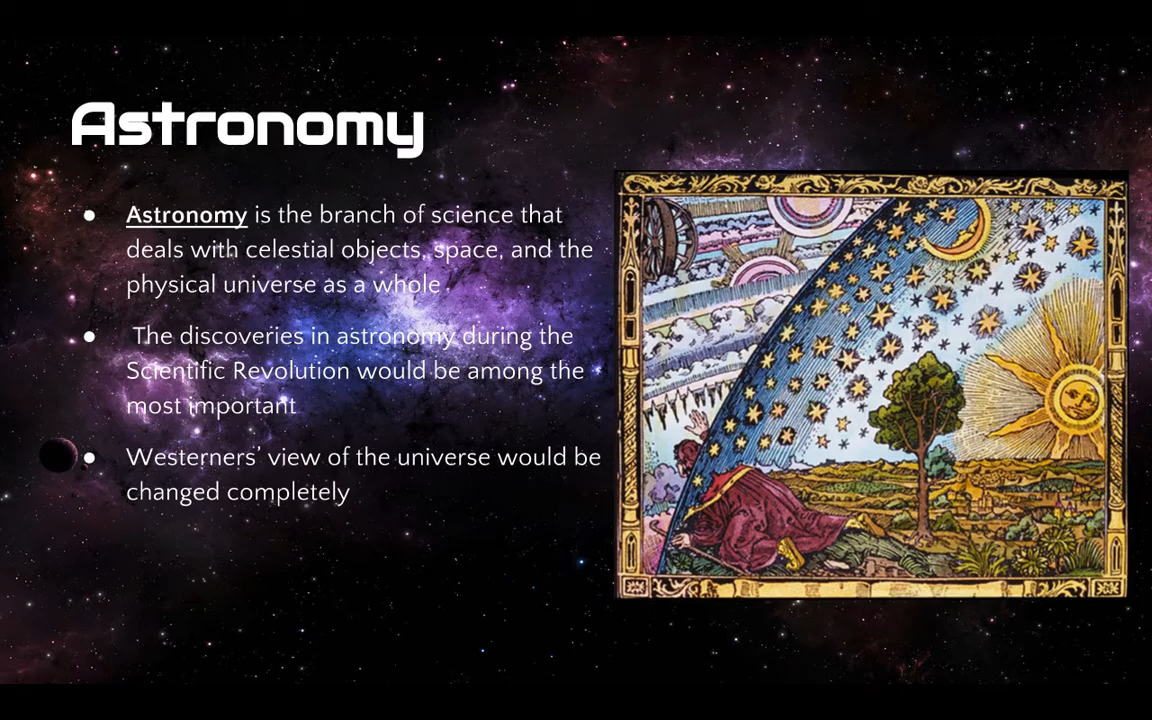 Astronomy
● Astronomy is the branch of science that
deals with celestial objects, space, and the
physical universe as a whole.
● The discoveries in astronomy during the
Scientific Revolution would be among the
most important
● Westerners’ view of the universe would be
changed completely